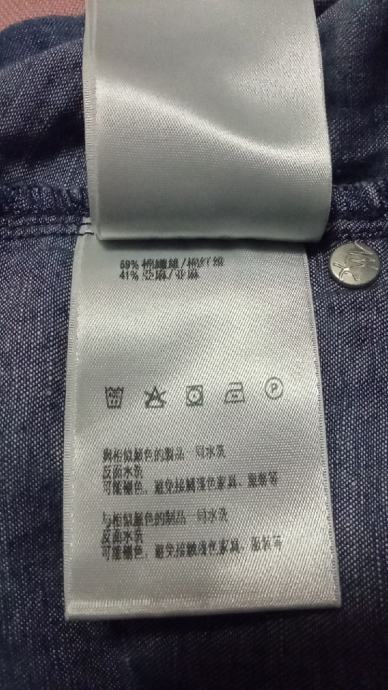 59% 棉纖維/棉纤维
41% 亞麻/亚麻
P
與相似顏色的製品一同水洗
反面水洗
可能褪色，避免接觸淺色家具、服裝等
与相似颜色的制品一同水洗
反面水洗
可能褪色，避免接触浅色家具、服装等